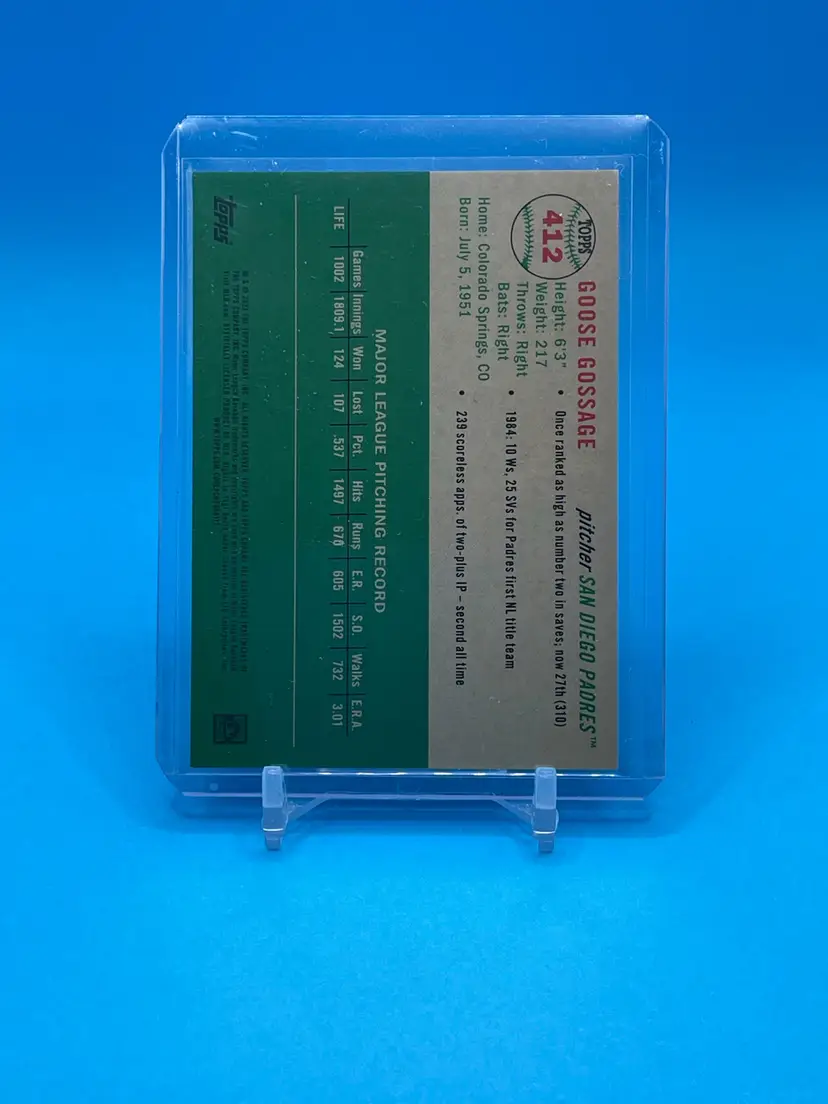 TOPPS
412
GOOSE GOSSAGE
pitcher SAN DIEGO PADRES™
Height: 6'3"
Weight: 217
Throws: Right
Bats: Right
Home: Colorado Springs, CO
Born: July 5, 1951
• Once ranked as high as number two in saves; now 27th (310)
• 1984: 10 Ws, 25 SVs for Padres first NL title team
• 239 scoreless apps. of two-plus IP – second all time
MAJOR LEAGUE PITCHING RECORD
Games Innings Won Lost Pct. Hits Runs E.R. S.O. Walks E.R.A.
LIFE 1002 1809.1 124 107 .537 1497 670 605 1502 732 3.01
Topps